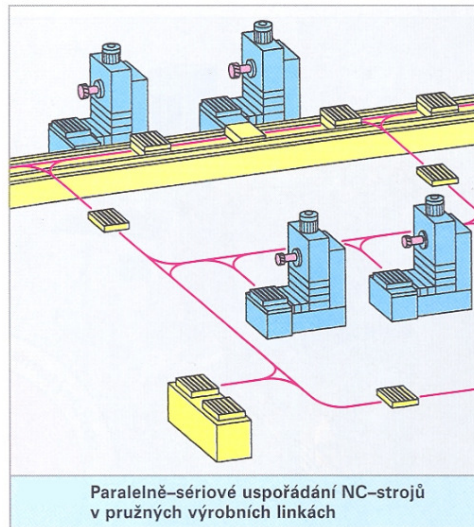 Paralelně–sériové uspořádání NC–strojů
v pružných výrobních linkách